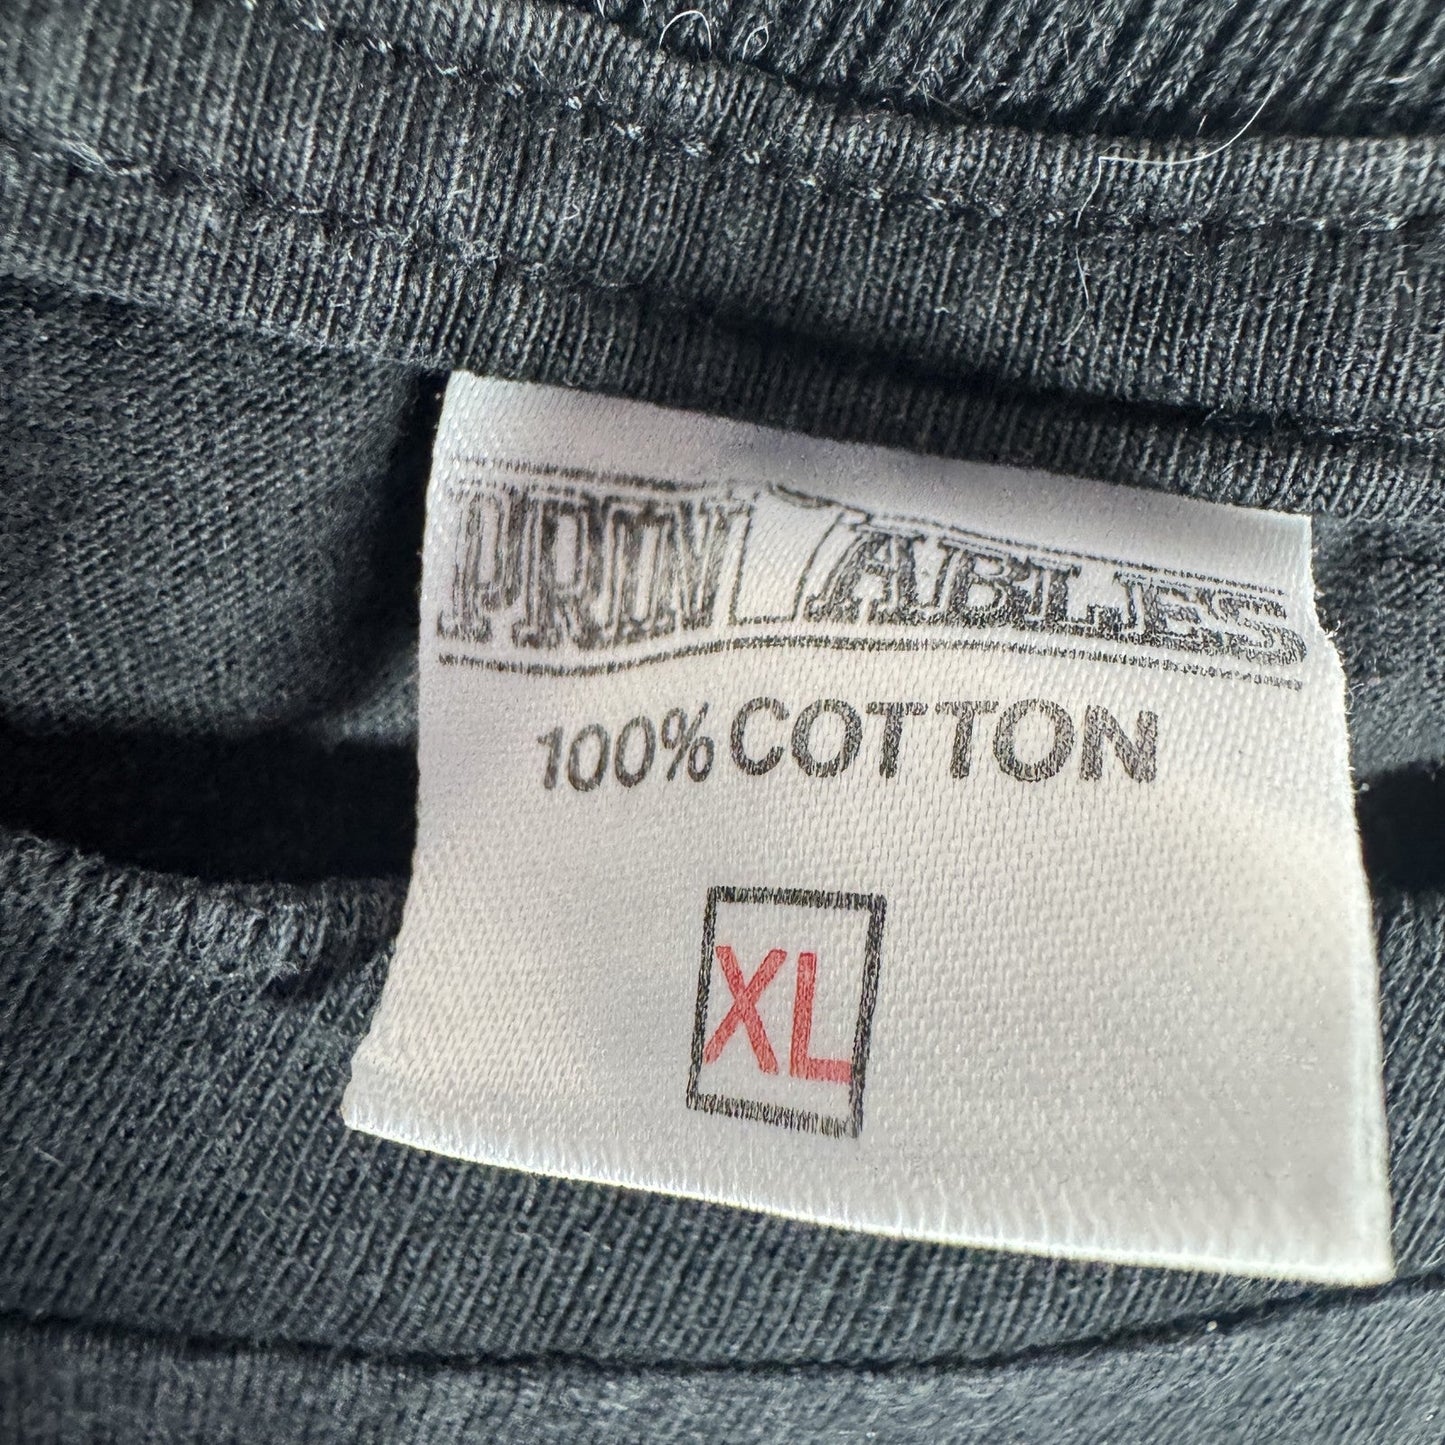 PRINTABLES
100% COTTON
XL